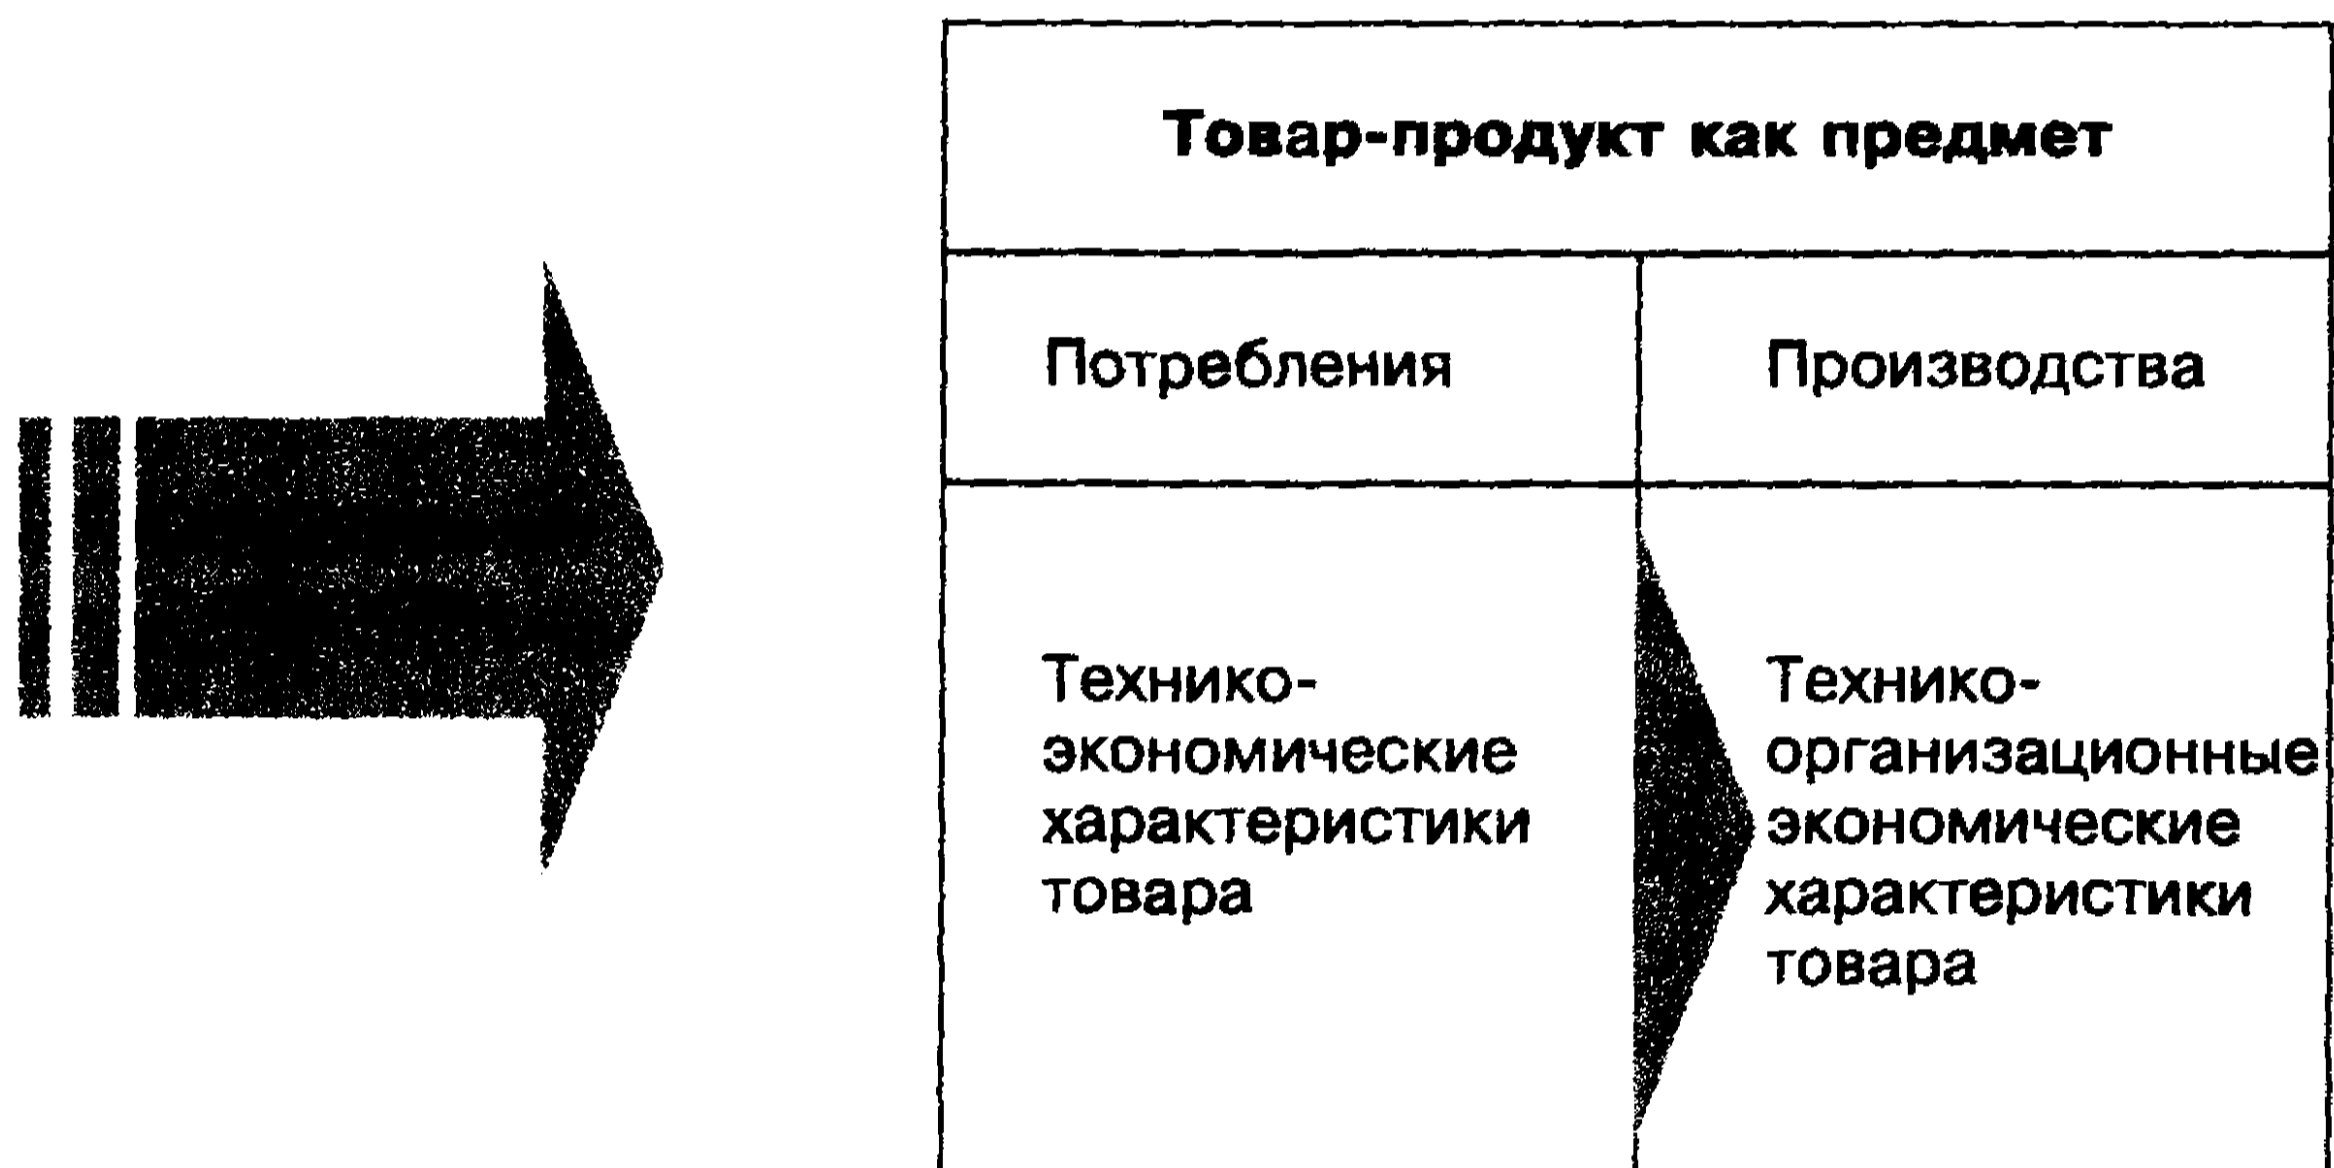 Товар-продукт как предмет
Потребления
Производства
Технико-
экономические
характеристики
товара
Технико-
организационные
экономические
характеристики
товара